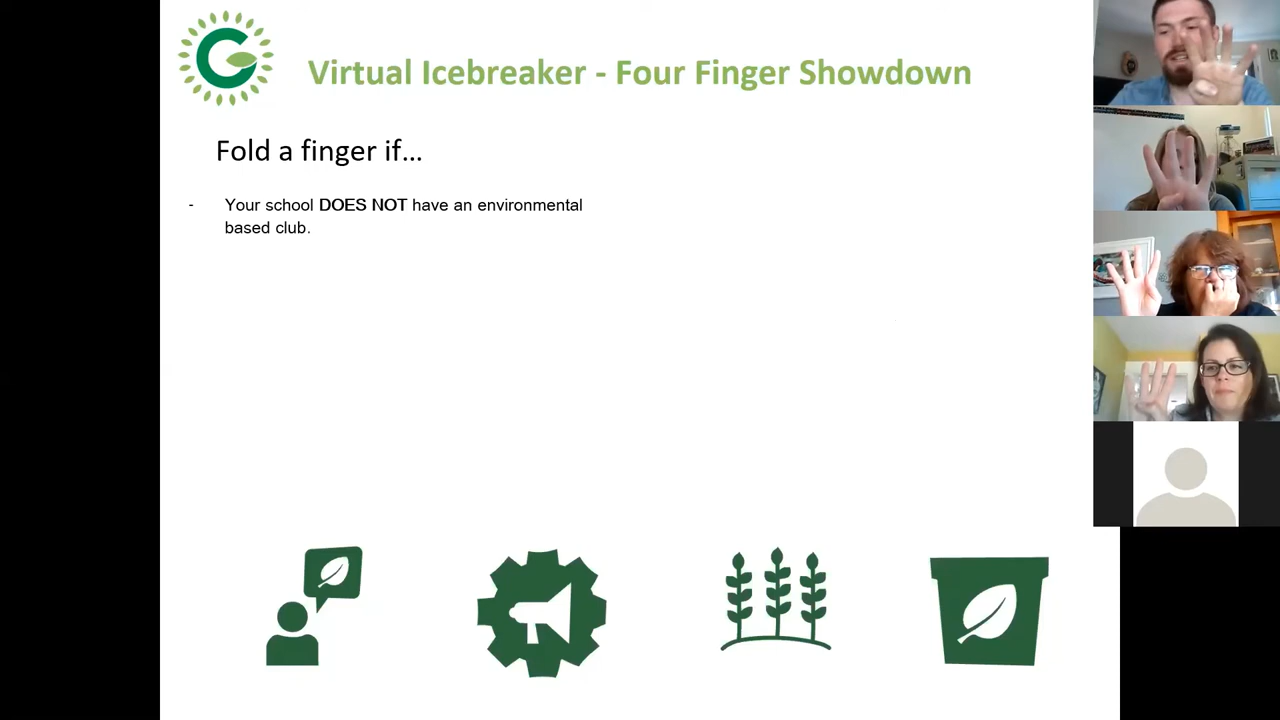 Virtual Icebreaker - Four Finger Showdown
Fold a finger if...
- Your school DOES NOT have an environmental
based club.